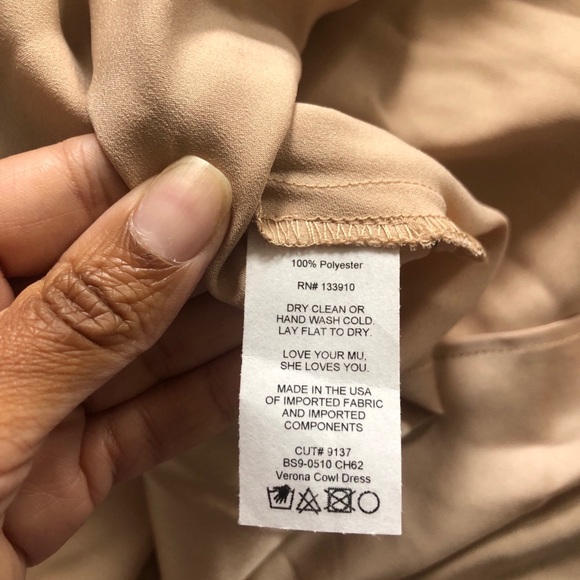 100% Polyester
RN# 133910
DRY CLEAN OR
HAND WASH COLD.
LAY FLAT TO DRY.
LOVE YOUR MU,
SHE LOVES YOU.
MADE IN THE USA
OF IMPORTED FABRIC
AND IMPORTED
COMPONENTS
CUT# 9137
BS9-0510 CH62
Verona Cowl Dress